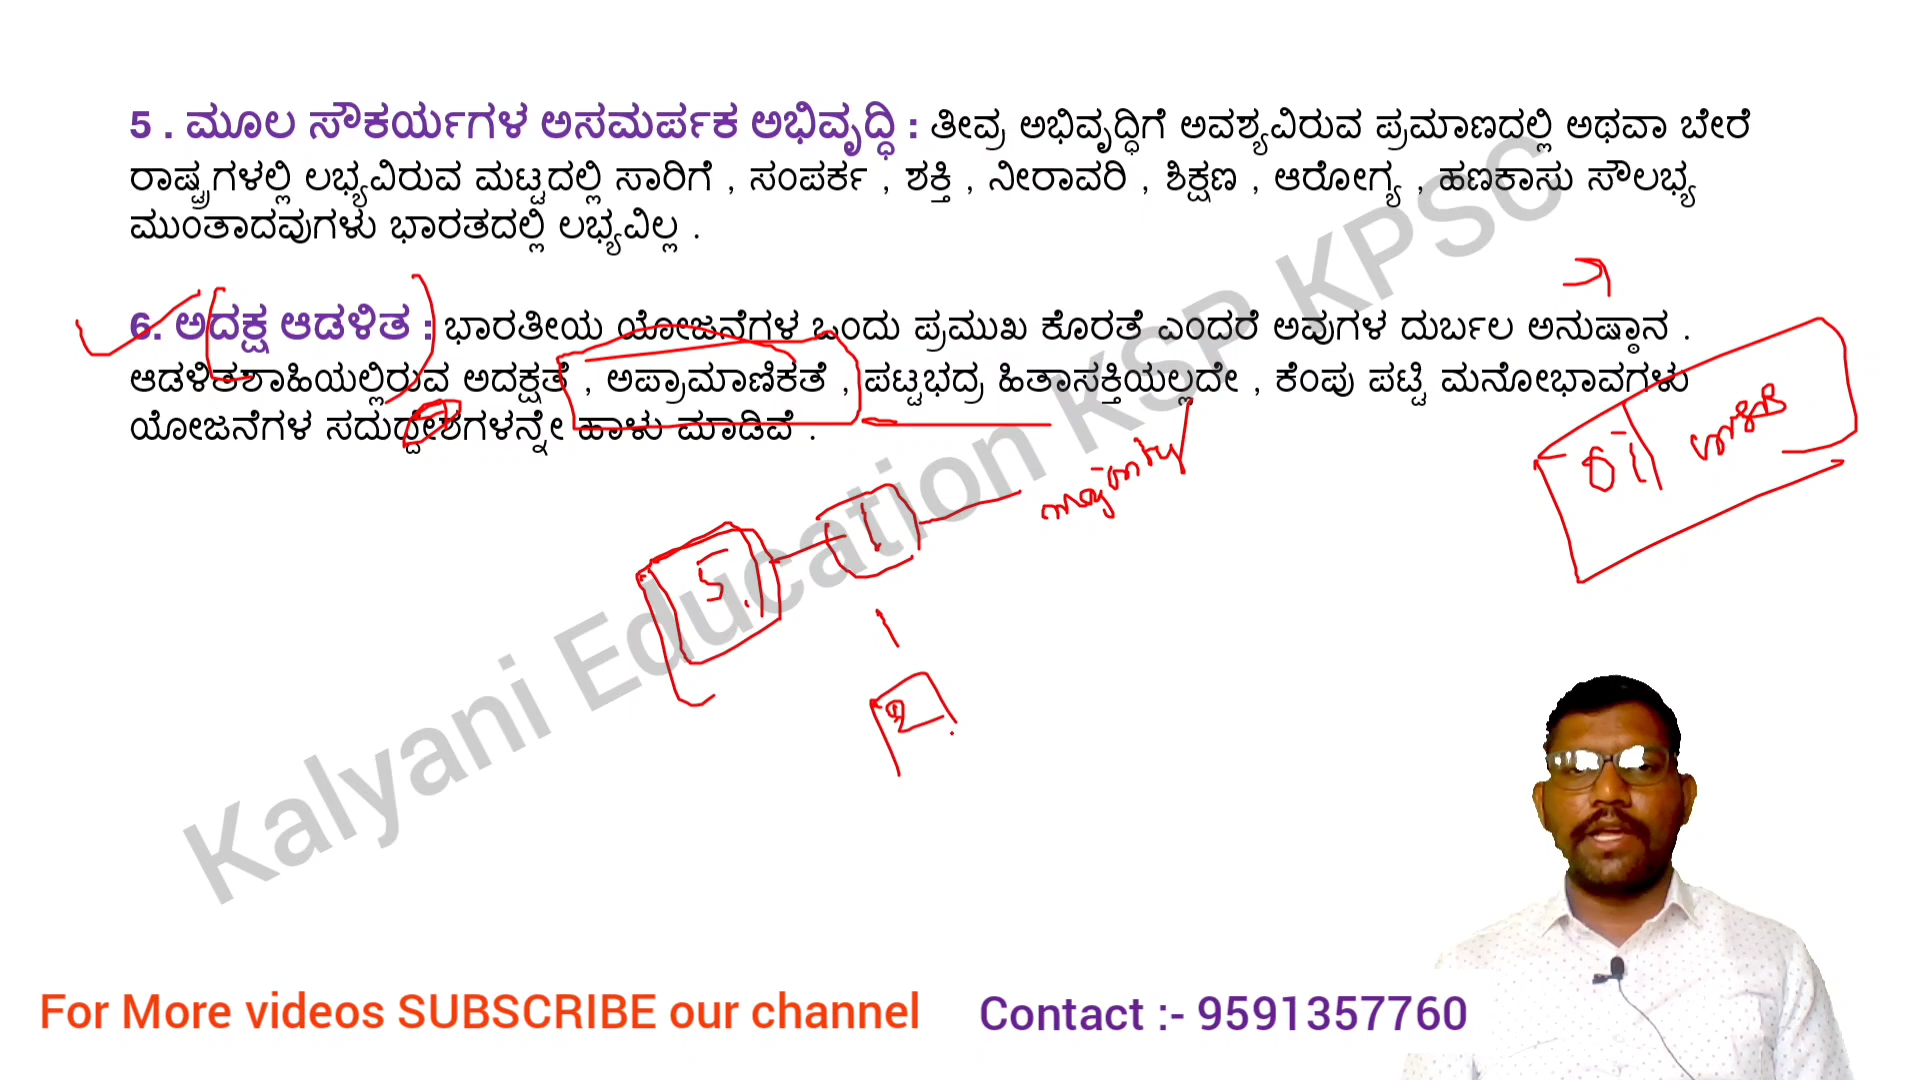 5 . ಮೂಲ ಸೌಕರ್ಯಗಳ ಅಸಮರ್ಪಕ ಅಭಿವೃದ್ಧಿ : ತೀವ್ರ ಅಭಿವೃದ್ಧಿಗೆ ಅವಶ್ಯವಿರುವ ಪ್ರಮಾಣದಲ್ಲಿ ಅಥವಾ ಬೇರೆ
ರಾಷ್ಟ್ರಗಳಲ್ಲಿ ಲಭ್ಯವಿರುವ ಮಟ್ಟದಲ್ಲಿ ಸಾರಿಗೆ , ಸಂಪರ್ಕ , ಶಕ್ತಿ , ನೀರಾವರಿ , ಶಿಕ್ಷಣ , ಆರೋಗ್ಯ , ಹಣಕಾಸು ಸೌಲಭ್ಯ
ಮುಂತಾದವುಗಳು ಭಾರತದಲ್ಲಿ ಲಭ್ಯವಿಲ್ಲ .
6. ಅದಕ್ಷ ಆಡಳಿತ : ಭಾರತೀಯ ಯೋಜನೆಗಳ ಒಂದು ಪ್ರಮುಖ ಕೊರತೆ ಎಂದರೆ ಅವುಗಳ ದುರ್ಬಲ ಅನುಷ್ಠಾನ .
ಆಡಳಿತಶಾಹಿಯಲ್ಲಿರುವ ಅದಕ್ಷತೆ , ಅಪ್ರಾಮಾಣಿಕತೆ , ಪಟ್ಟಭದ್ರ ಹಿತಾಸಕ್ತಿಯಲ್ಲದೇ , ಕೆಂಪು ಪಟ್ಟಿ ಮನೋಭಾವಗಳು
ಯೋಜನೆಗಳ ಸದುದ್ದೇಶಗಳನ್ನೇ ಹಾಳು ಮಾಡಿವೆ .
majority
5.
1
2
Kalyani Education KSP KPSC
For More videos SUBSCRIBE our channel
Contact :- 9591357760